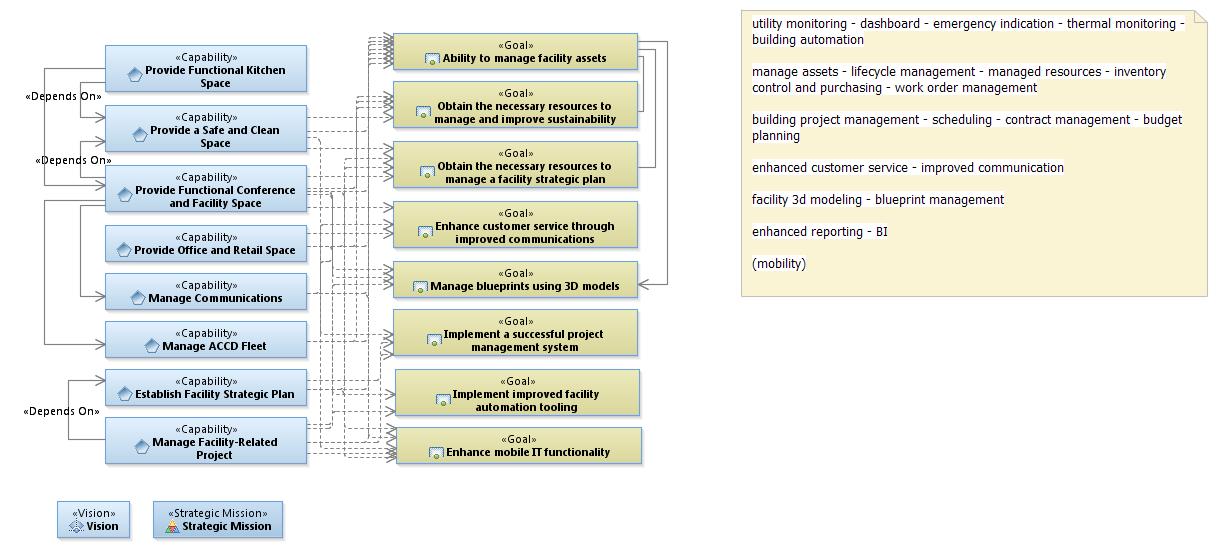 «Capability»
Provide Functional Kitchen
Space
«Depends On»
«Capability»
Provide a Safe and Clean
Space
«Depends On»
«Capability»
Provide Functional Conference
and Facility Space
«Capability»
Provide Office and Retail Space
«Capability»
Manage Communications
«Capability»
Manage ACCD Fleet
«Capability»
Establish Facility Strategic Plan
«Depends On»
«Capability»
Manage Facility-Related
Project
«Vision»
Vision
«Strategic Mission»
Strategic Mission
«Goal»
Ability to manage facility assets
«Goal»
Obtain the necessary resources to
manage and improve sustainability
«Goal»
Obtain the necessary resources to
manage a facility strategic plan
«Goal»
Enhance customer service through
improved communications
«Goal»
Manage blueprints using 3D models
«Goal»
Implement a successful project
management system
«Goal»
Implement improved facility
automation tooling
«Goal»
Enhance mobile IT functionality
utility monitoring - dashboard - emergency indication - thermal monitoring -
building automation
manage assets - lifecycle management - managed resources - inventory
control and purchasing - work order management
building project management - scheduling - contract management - budget
planning
enhanced customer service - improved communication
facility 3d modeling - blueprint management
enhanced reporting - BI
(mobility)